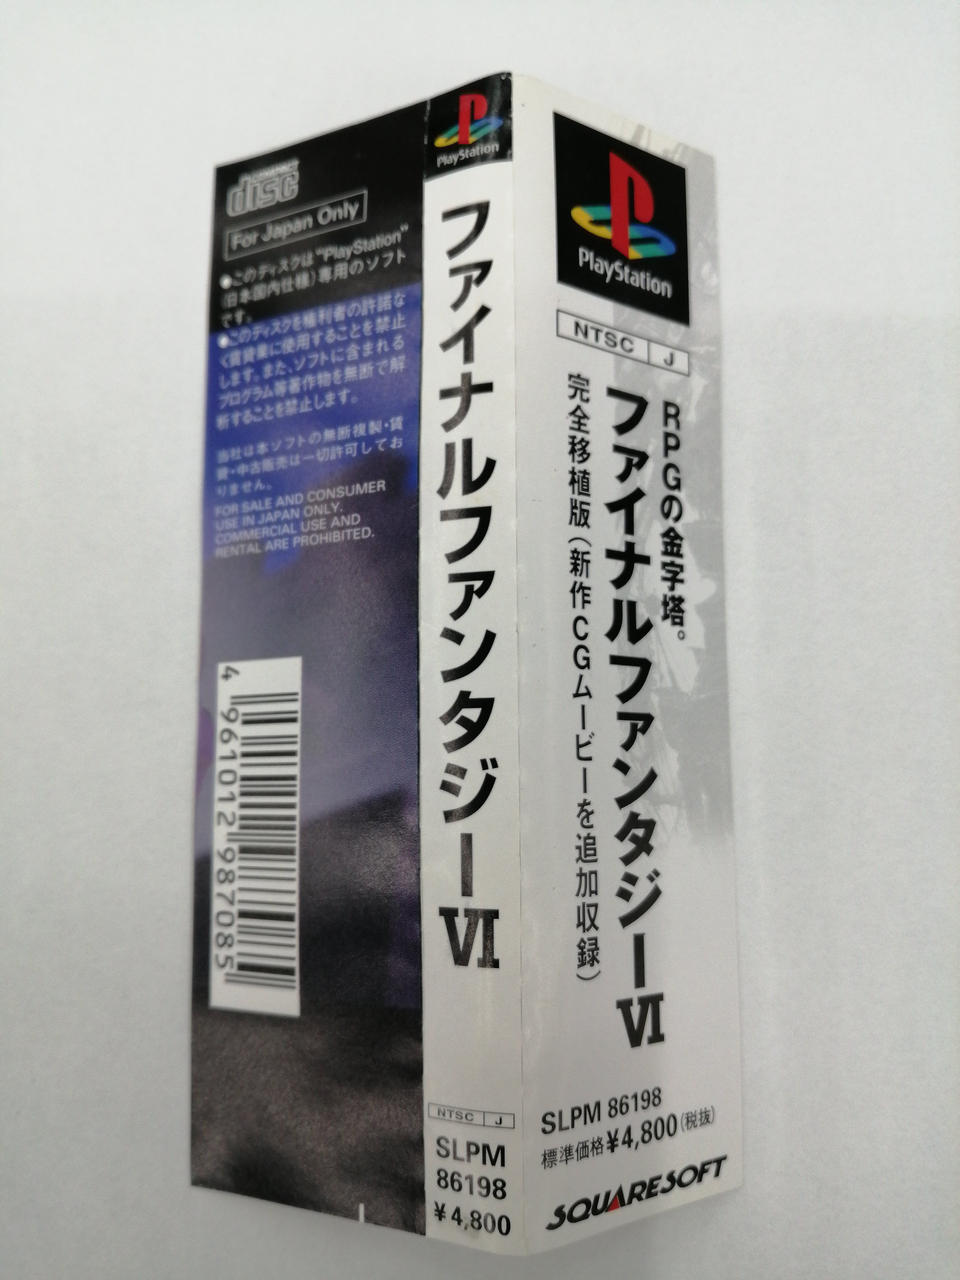 COMPACT
disc
For Japan Only
●このディスクは"PlayStation"
(日本国内仕様)専用のソフト
です。
●このディスクを権利者の許諾な
く賃貸業に使用することを禁止
します。また、ソフトに含まれる
プログラム等著作物を無断で解
析することを禁止します。
当社は本ソフトの無断複製・賃
貸・中古販売は一切許可してお
りません。
FOR SALE AND CONSUMER
USE IN JAPAN ONLY.
COMMERCIAL USE AND
RENTAL ARE PROHIBITED.
4 961012 987085
PlayStation
ファイナルファンタジーVI
NTSC J
SLPM
86198
¥4,800
PlayStation
NTSC J
RPGの金字塔。
ファイナルファンタジーVI
完全移植版(新作CGムービーを追加収録)
SLPM 86198
標準価格¥4,800(税抜)
SQUARESOFT